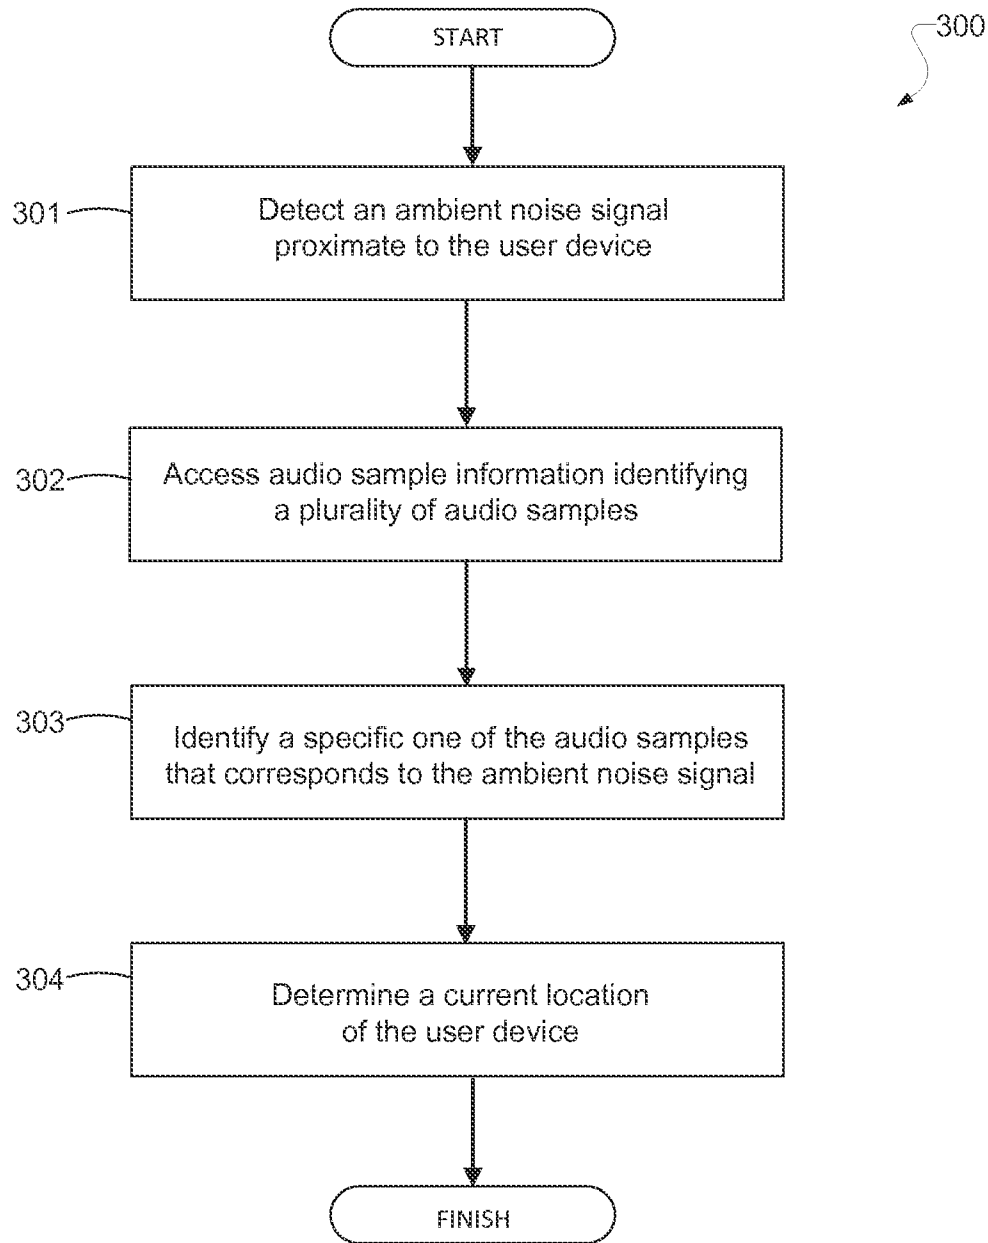 START
300
301
Detect an ambient noise signal
proximate to the user device
302
Access audio sample information identifying
a plurality of audio samples
303
Identify a specific one of the audio samples
that corresponds to the ambient noise signal
304
Determine a current location
of the user device
FINISH